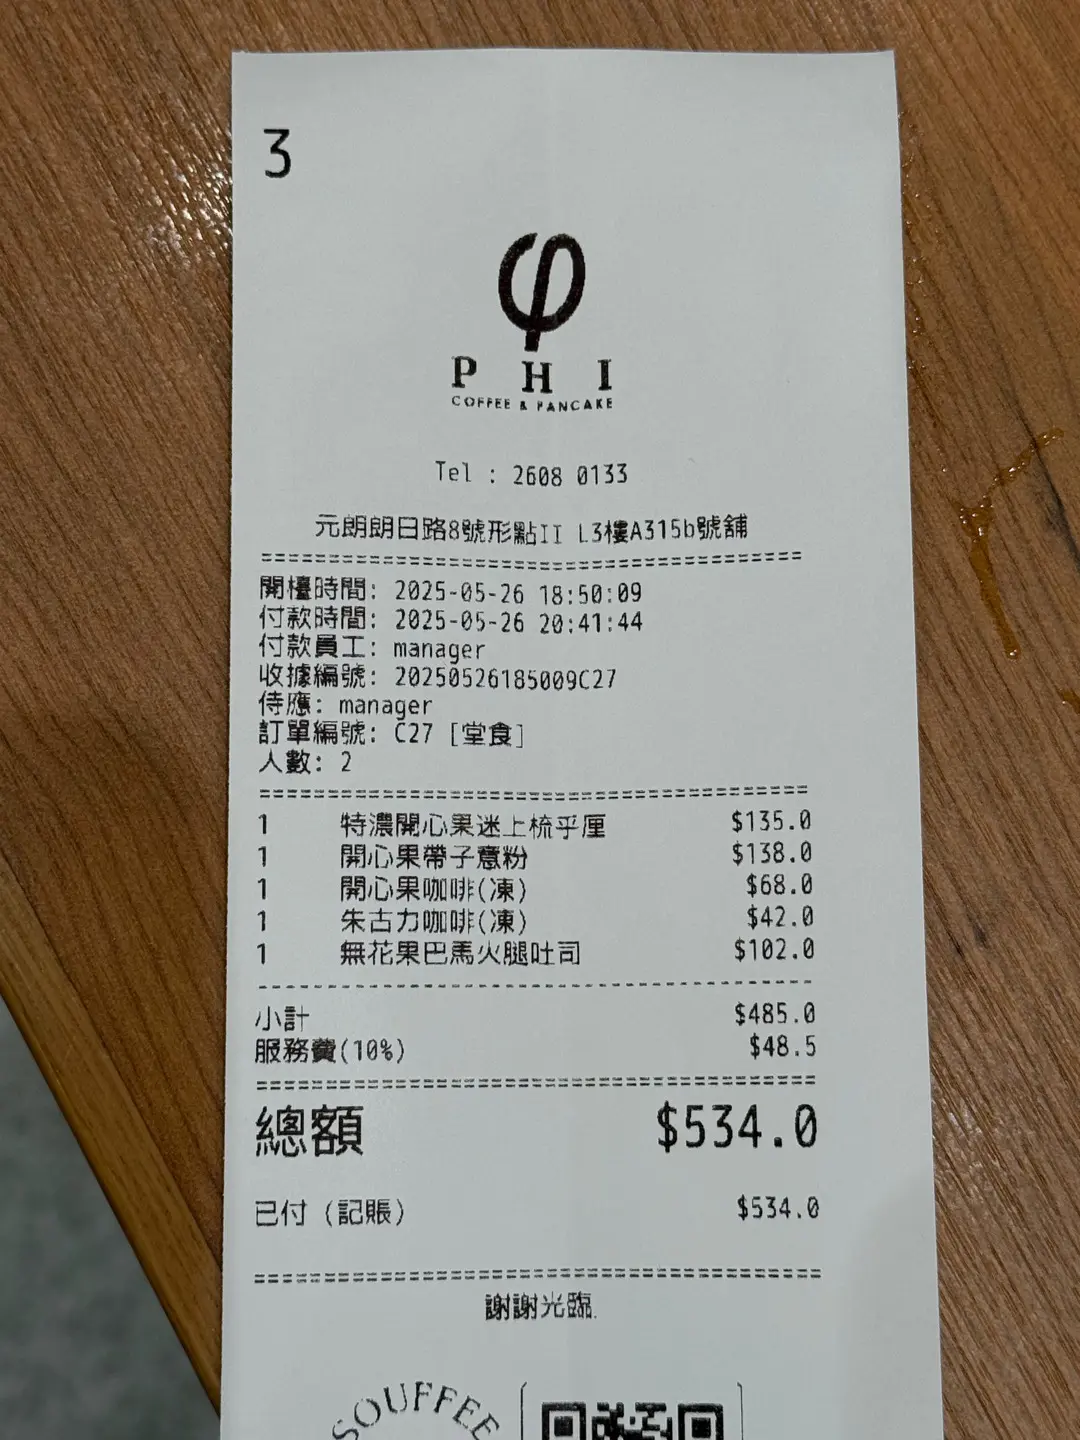 3
φ
PHI
COFFEE & PANCAKE
Tel : 2608 0133
元朗朗日路8號形點II L3樓A315b號舖
開檯時間: 2025-05-26 18:50:09
付款時間: 2025-05-26 20:41:44
付款員工: manager
收據編號: 20250526185009C27
侍應: manager
訂單編號: C27 [堂食]
人數: 2
1 特濃開心果迷上梳乎厘 $135.0
1 開心果帶子意粉 $138.0
1 開心果咖啡(凍) $68.0
1 朱古力咖啡(凍) $42.0
1 無花果巴馬火腿吐司 $102.0
小計 $485.0
服務費(10%) $48.5
總額 $534.0
已付 (記賬) $534.0
謝謝光臨.
SOUFFEE